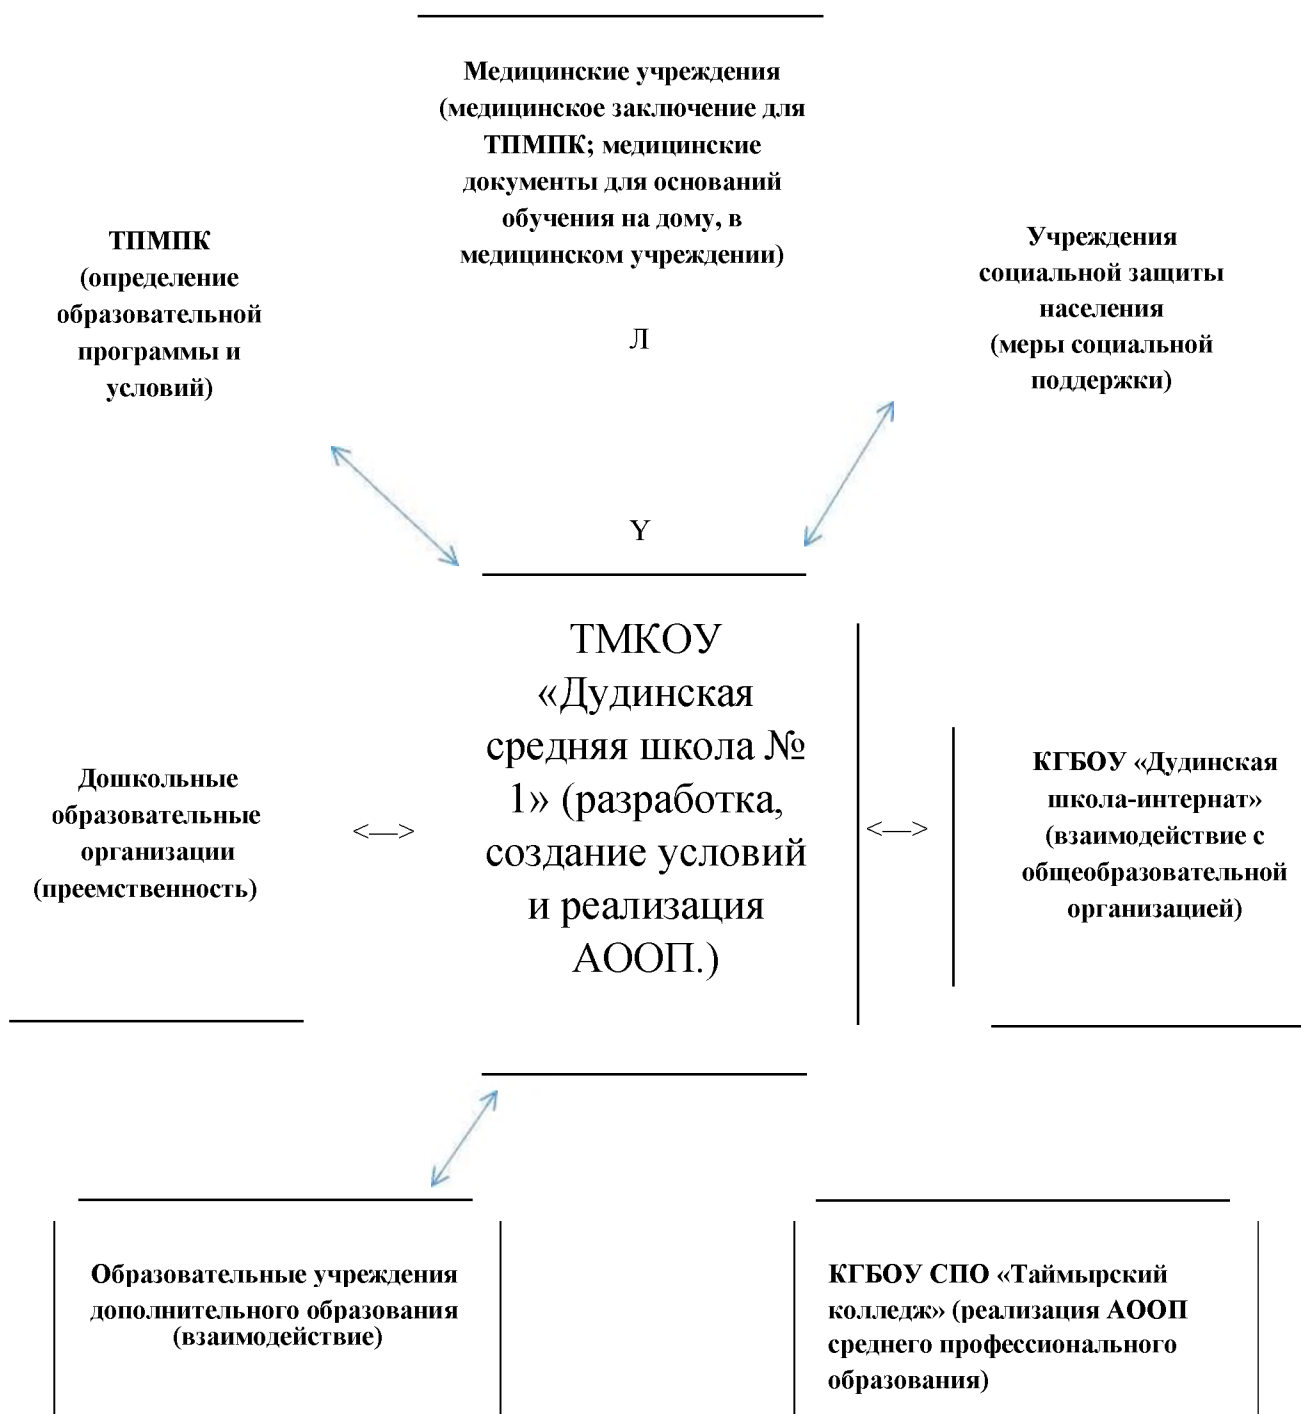 Медицинские учреждения
(медицинское заключение для
ТПМПК; медицинские
документы для оснований
обучения на дому, в
медицинском учреждении)
ТПМПК
(определение
образовательной
программы и
условий)
Учреждения
социальной защиты
населения
(меры социальной
поддержки)
Л
Y
ТМКОУ
«Дудинская
средняя школа №
1» (разработка,
создание условий
и реализация
АООП.)
Дошкольные
образовательные
организации
(преемственность)
<—>
<—>
КГБОУ «Дудинская
школа-интернат»
(взаимодействие с
общеобразовательной
организацией)
Образовательные учреждения
дополнительного образования
(взаимодействие)
КГБОУ СПО «Таймырский
колледж» (реализация АООП
среднего профессионального
образования)